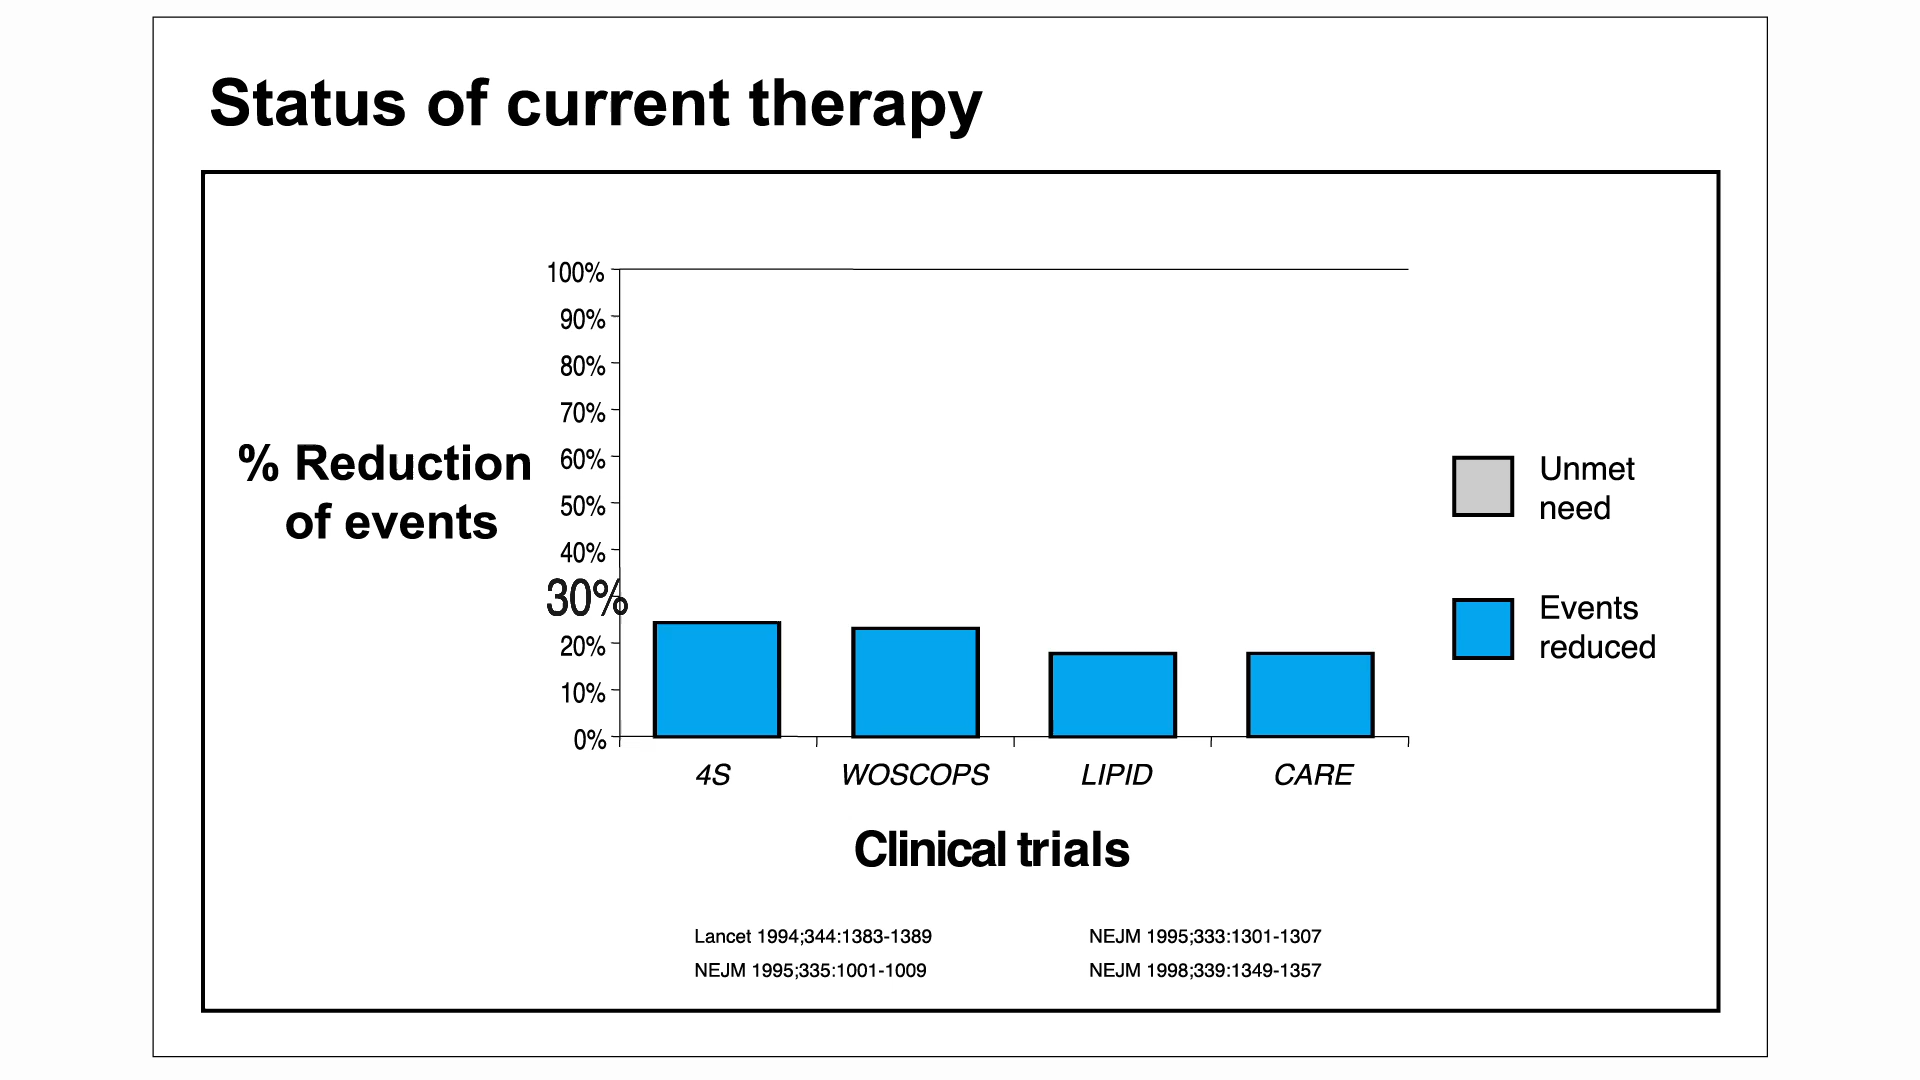 Status of current therapy
100%
90%
80%
70%
% Reduction
of events
60%
50%
40%
30%
20%
10%
0%
4S
WOSCOPS
LIPID
CARE
Clinical trials
Unmet
need
Events
reduced
Lancet 1994;344:1383-1389
NEJM 1995;333:1301-1307
NEJM 1995;335:1001-1009
NEJM 1998;339:1349-1357